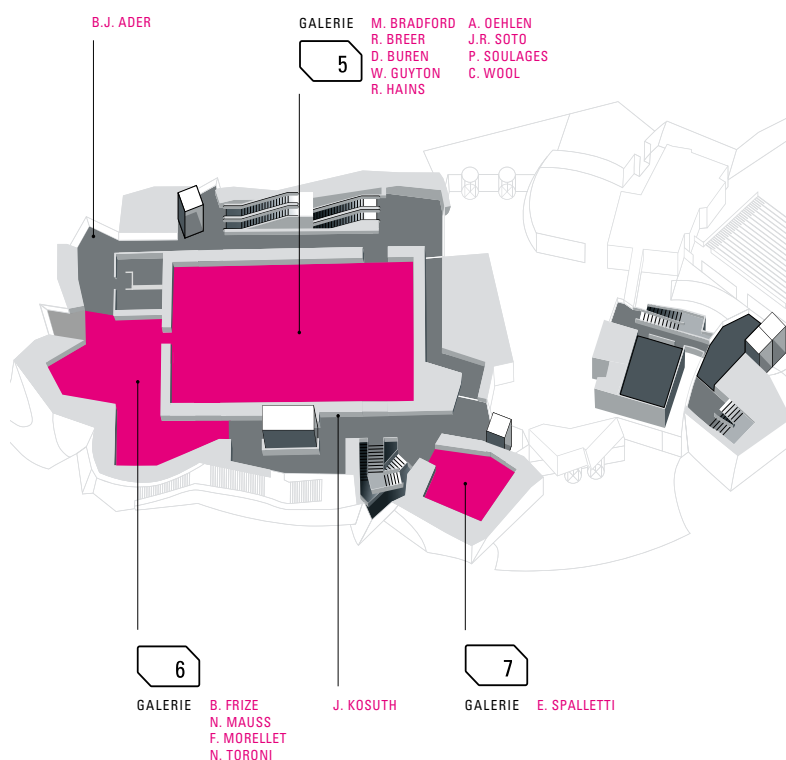 B.J. ADER
GALERIE
5
M. BRADFORD
R. BREER
D. BUREN
W. GUYTON
R. HAINS
A. OEHLEN
J.R. SOTO
P. SOULAGES
C. WOOL
6
GALERIE
B. FRIZE
N. MAUSS
F. MORELLET
N. TORONI
J. KOSUTH
7
GALERIE
E. SPALLETTI